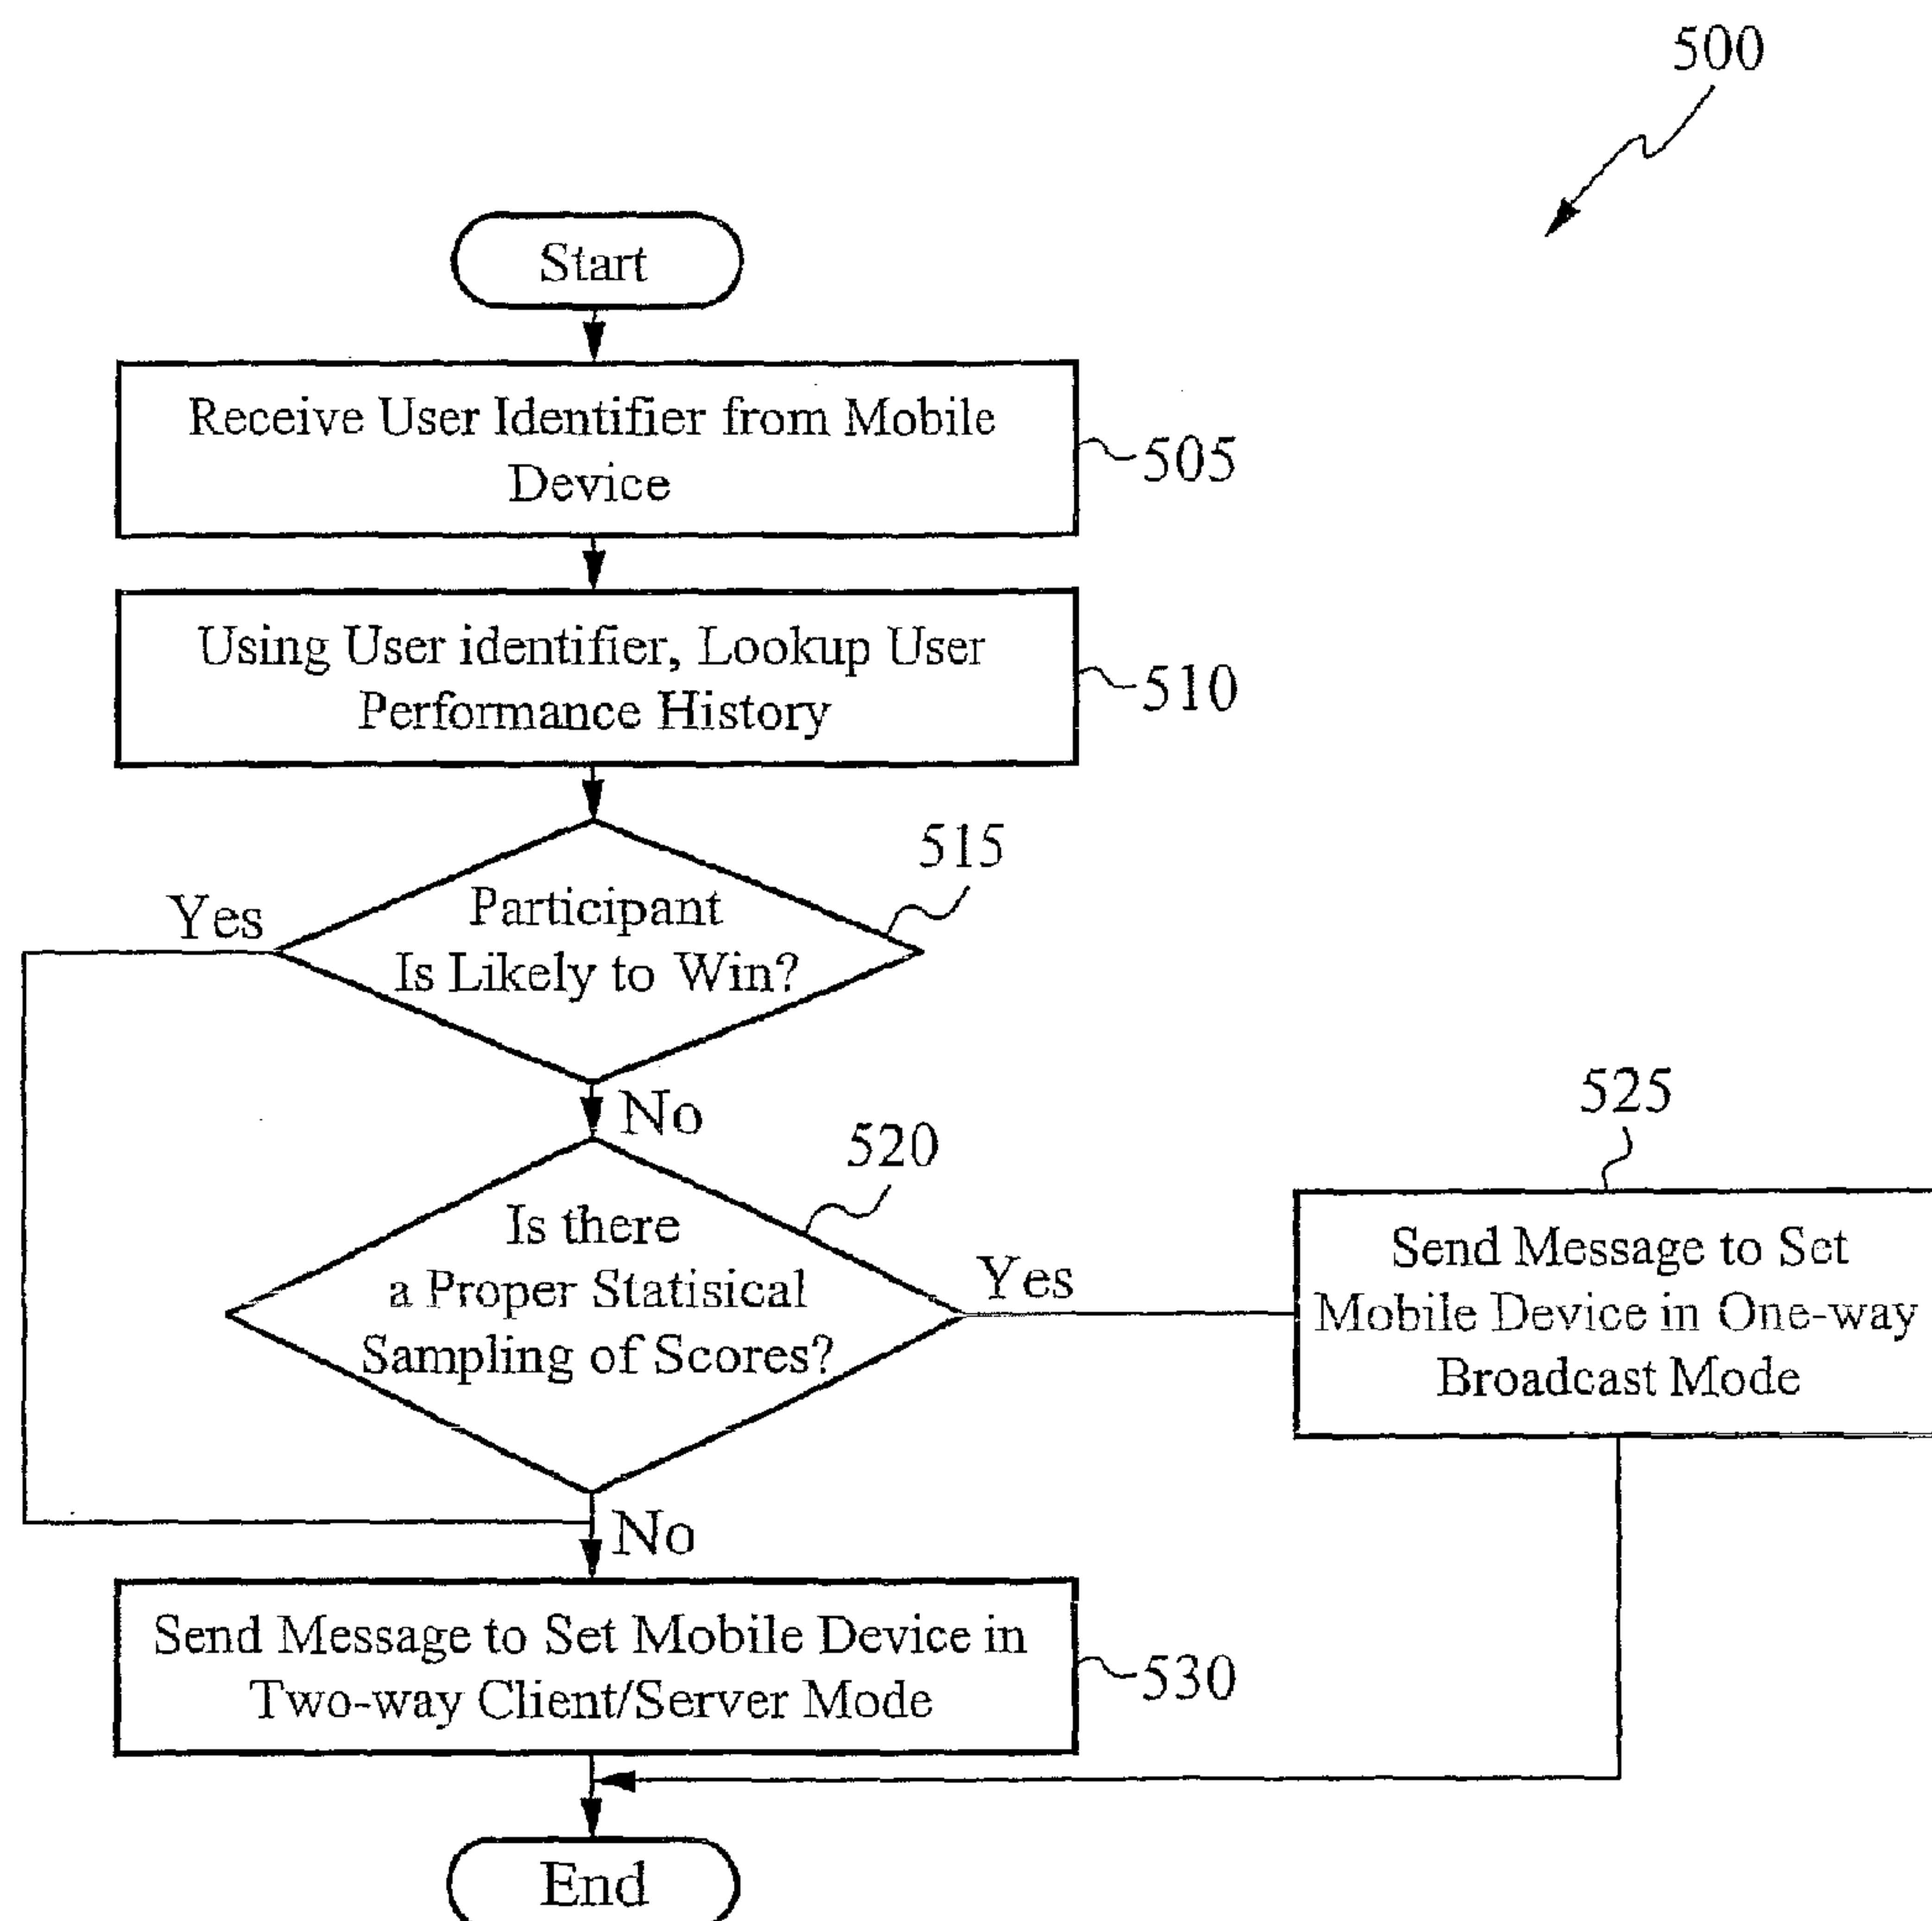 500
Start
Receive User Identifier from Mobile
Device
505
Using User identifier, Lookup User
Performance History
510
515
Yes
Participant
Is Likely to Win?
No
520
525
Is there
a Proper Statisical
Sampling of Scores?
Yes
Send Message to Set
Mobile Device in One-way
Broadcast Mode
No
Send Message to Set Mobile Device in
Two-way Client/Server Mode
530
End